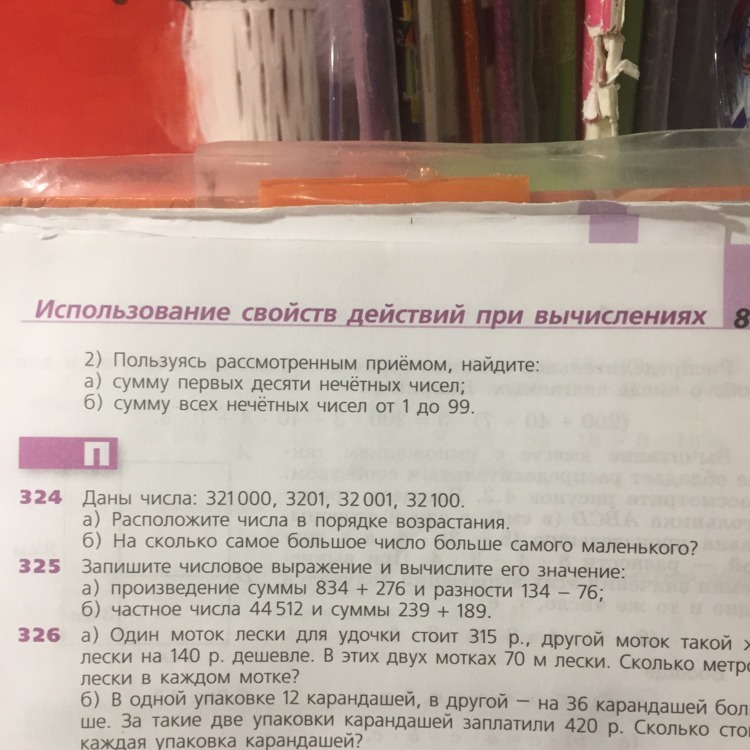 Использование свойств действий при вычислениях 8
2) Пользуясь рассмотренным приёмом, найдите:
а) сумму первых десяти нечётных чисел;
б) сумму всех нечётных чисел от 1 до 99.
П
324 Даны числа: 321 000, 3201, 32 001, 32 100.
а) Расположите числа в порядке возрастания.
б) На сколько самое большое число больше самого маленького?
325 Запишите числовое выражение и вычислите его значение:
а) произведение суммы 834 + 276 и разности 134 – 76;
б) частное числа 44 512 и суммы 239 + 189.
326 а) Один моток лески для удочки стоит 315 р., другой моток такой
лески на 140 р. дешевле. В этих двух мотках 70 м лески. Сколько метро
лески в каждом мотке?
б) В одной упаковке 12 карандашей, в другой — на 36 карандашей боль
ше. За такие две упаковки карандашей заплатили 420 р. Сколько сто
каждая упаковка карандашей?